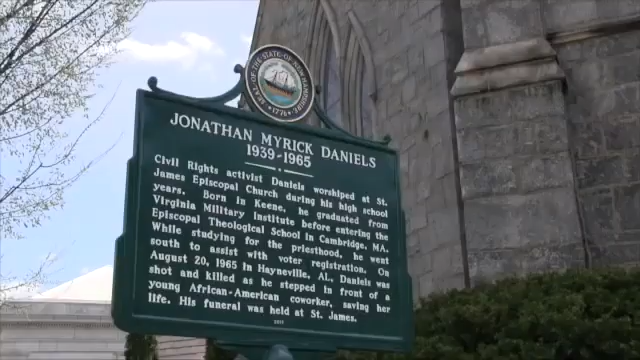 SEAL OF THE STATE OF NEW HAMPSHIRE
1776
JONATHAN MYRICK DANIELS
1939-1965
Civil Rights activist Daniels worshiped at St.
James Episcopal Church during his high school
years. Born in Keene, he graduated from
Virginia Military Institute before entering the
Episcopal Theological School in Cambridge, MA.
While studying for the priesthood, he went
south to assist with voter registration. On
August 20, 1965 in Hayneville, AL, Daniels was
shot and killed as he stepped in front of a
young African-American coworker, saving her
life. His funeral was held at St. James.